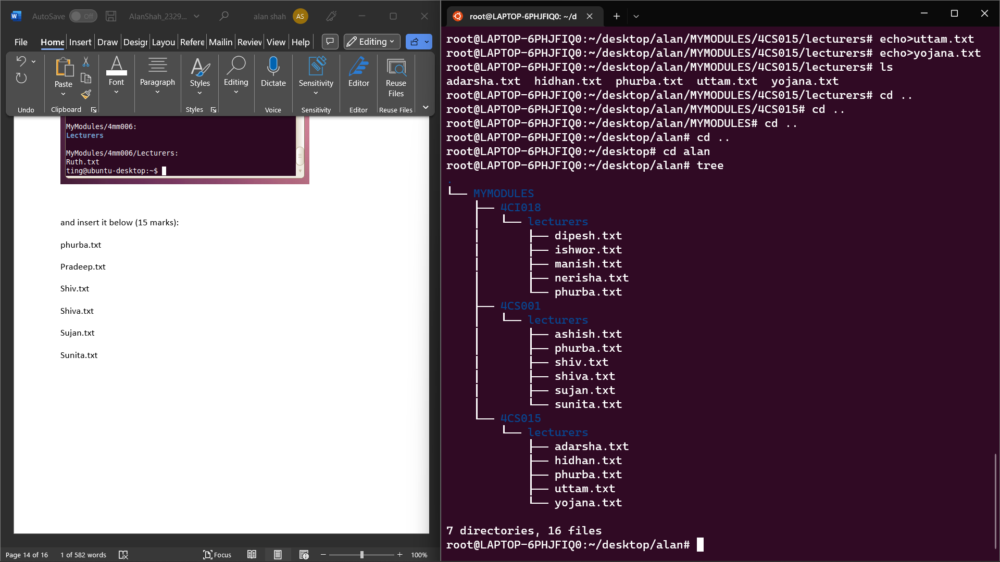 AutoSave Off AlanShah_2329... alan shah AS
File Home Insert Draw Desigr Layou Refere Mailin Review View Help Editing
Paste Font Paragraph Styles Editing Dictate Sensitivity Editor Reuse Files
Undo Clipboard Styles Voice Sensitivity Editor Reuse Files
MyModules/4mm006:
Lecturers
MyModules/4mm006/Lecturers:
Ruth.txt
ting@ubuntu-desktop:~$
and insert it below (15 marks):
phurba.txt
Pradeep.txt
Shiv.txt
Shiva.txt
Sujan.txt
Sunita.txt
Page 14 of 16 1 of 582 words Focus 100%
root@LAPTOP-6PHJFIQ0: ~/d
root@LAPTOP-6PHJFIQ0:~/desktop/alan/MYMODULES/4CS015/lecturers# echo>uttam.txt
root@LAPTOP-6PHJFIQ0:~/desktop/alan/MYMODULES/4CS015/lecturers# echo>yojana.txt
root@LAPTOP-6PHJFIQ0:~/desktop/alan/MYMODULES/4CS015/lecturers# ls
adarsha.txt hidhan.txt phurba.txt uttam.txt yojana.txt
root@LAPTOP-6PHJFIQ0:~/desktop/alan/MYMODULES/4CS015/lecturers# cd ..
root@LAPTOP-6PHJFIQ0:~/desktop/alan/MYMODULES/4CS015# cd ..
root@LAPTOP-6PHJFIQ0:~/desktop/alan/MYMODULES# cd ..
root@LAPTOP-6PHJFIQ0:~/desktop/alan# cd ..
root@LAPTOP-6PHJFIQ0:~/desktop# cd alan
root@LAPTOP-6PHJFIQ0:~/desktop/alan# tree
.
└── MYMODULES
├── 4CI018
│ └── lecturers
│ ├── dipesh.txt
│ ├── ishwor.txt
│ ├── manish.txt
│ ├── nerisha.txt
│ └── phurba.txt
├── 4CS001
│ └── lecturers
│ ├── ashish.txt
│ ├── phurba.txt
│ ├── shiv.txt
│ ├── shiva.txt
│ ├── sujan.txt
│ └── sunita.txt
└── 4CS015
└── lecturers
├── adarsha.txt
├── hidhan.txt
├── phurba.txt
├── uttam.txt
└── yojana.txt
7 directories, 16 files
root@LAPTOP-6PHJFIQ0:~/desktop/alan#